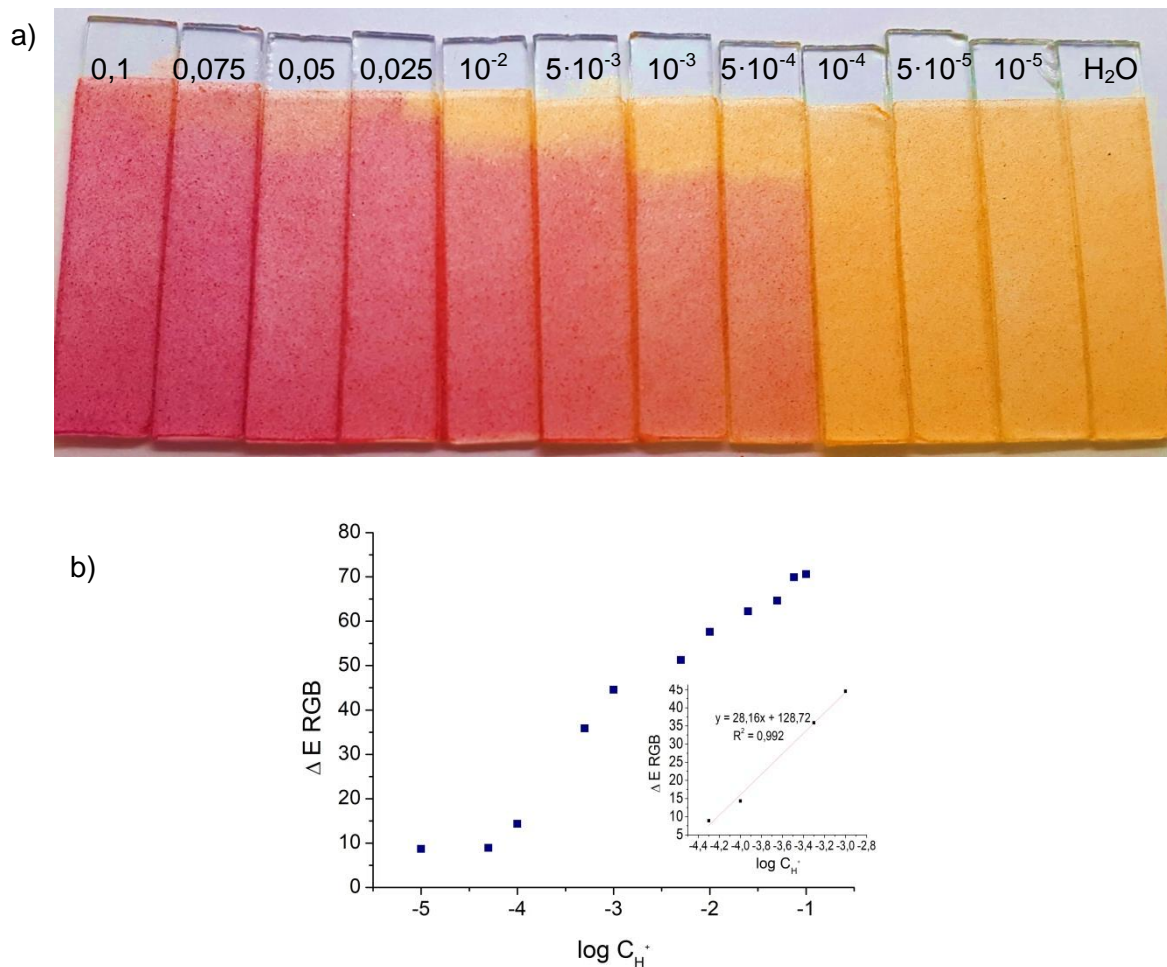 a)
0,1 0,075 0,05 0,025 10⁻² 5·10⁻³ 10⁻³ 5·10⁻⁴ 10⁻⁴ 5·10⁻⁵ 10⁻⁵ H₂O
b)
80
70
60
50
40
30
20
10
0
Δ E RGB
-5 -4 -3 -2 -1
log C_H⁺
45
40
35
30
25
20
15
10
5
Δ E RGB
y = 28,16x + 128,72
R² = 0,992
-4,4 -4,2 -4,0 -3,8 -3,6 -3,4 -3,2 -3,0 -2,8
log C_H⁺